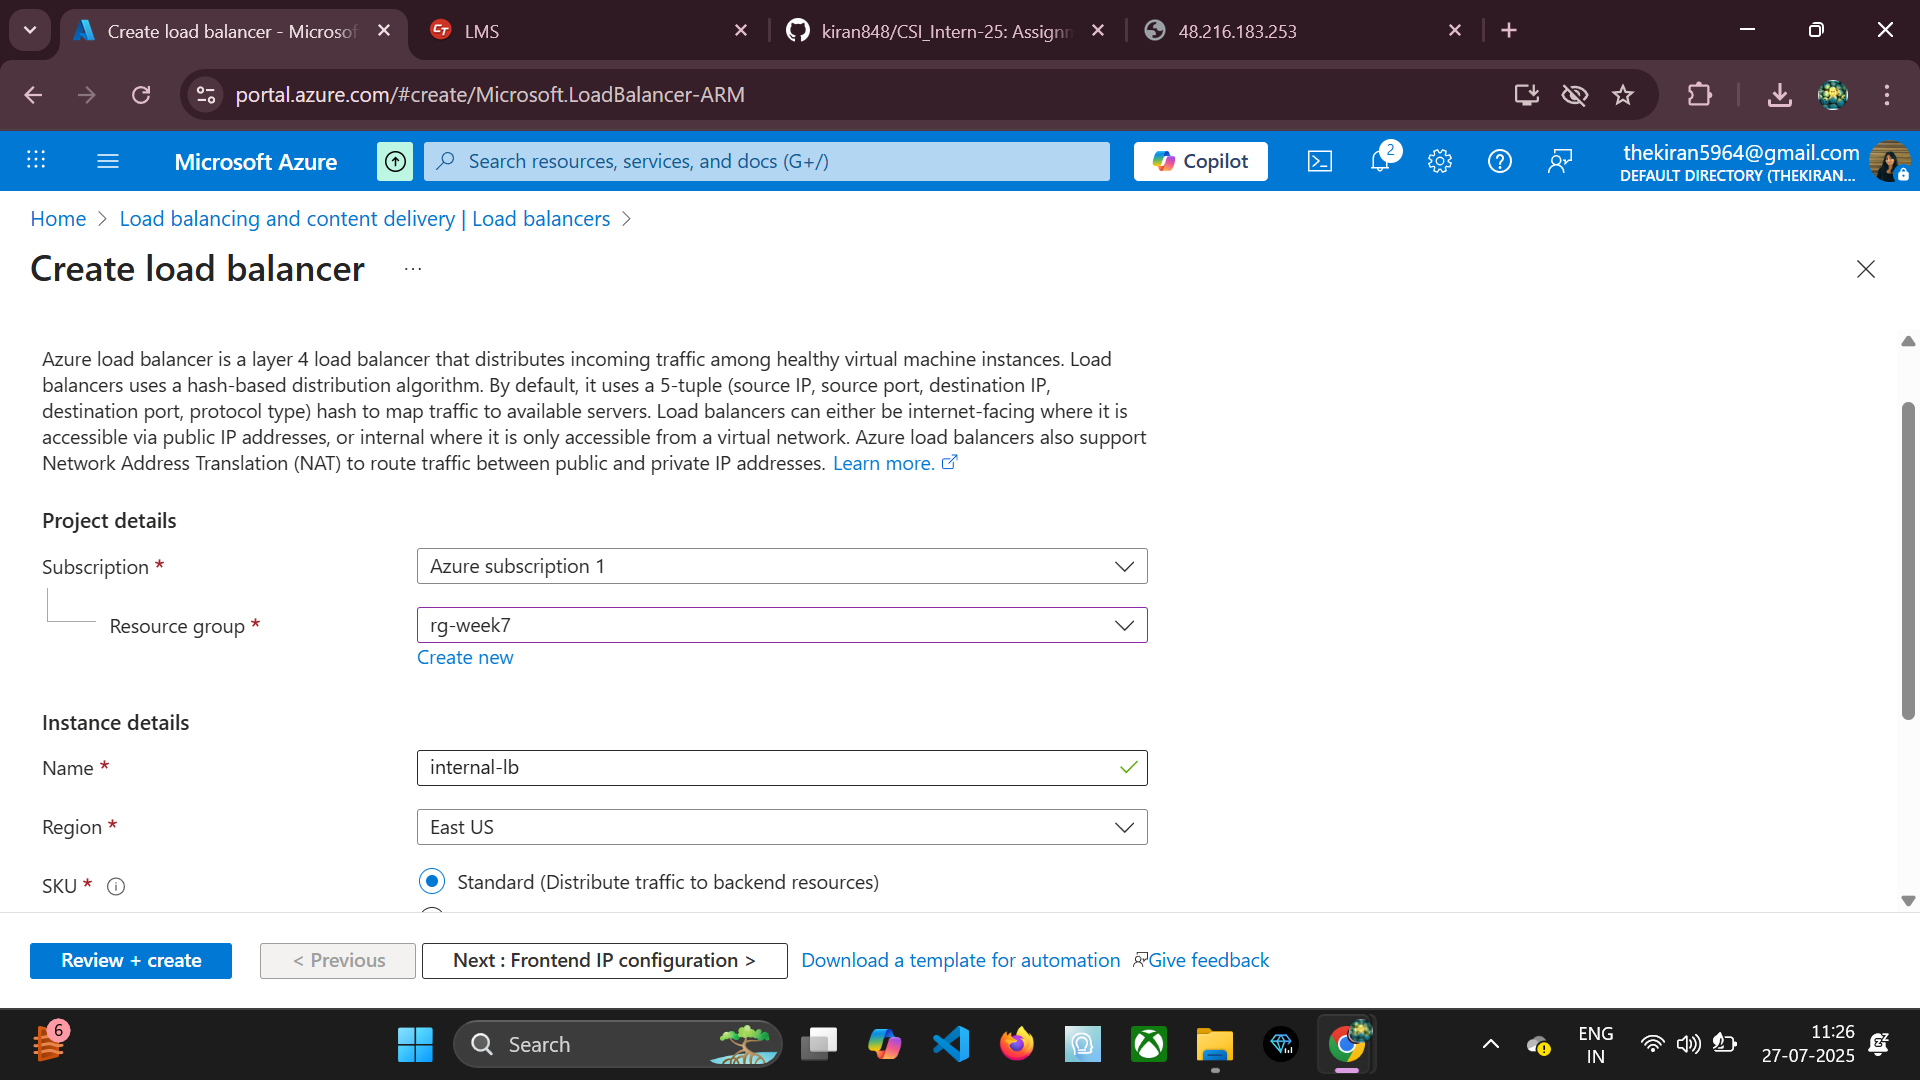 Create load balancer - Microsof
LMS
kiran848/CSI_Intern-25: Assignm
48.216.183.253
portal.azure.com/#create/Microsoft.LoadBalancer-ARM
Microsoft Azure
Search resources, services, and docs (G+/)
Copilot
2
thekiran5964@gmail.com
DEFAULT DIRECTORY (THEKIRAN...
Home > Load balancing and content delivery | Load balancers >
Create load balancer ...
Azure load balancer is a layer 4 load balancer that distributes incoming traffic among healthy virtual machine instances. Load
balancers uses a hash-based distribution algorithm. By default, it uses a 5-tuple (source IP, source port, destination IP,
destination port, protocol type) hash to map traffic to available servers. Load balancers can either be internet-facing where it is
accessible via public IP addresses, or internal where it is only accessible from a virtual network. Azure load balancers also support
Network Address Translation (NAT) to route traffic between public and private IP addresses. Learn more.
Project details
Subscription *
Azure subscription 1
Resource group *
rg-week7
Create new
Instance details
Name *
internal-lb
Region *
East US
SKU *
Standard (Distribute traffic to backend resources)
Review + create
< Previous
Next : Frontend IP configuration >
Download a template for automation
Give feedback
6
Search
ENG
IN
11:26
27-07-2025